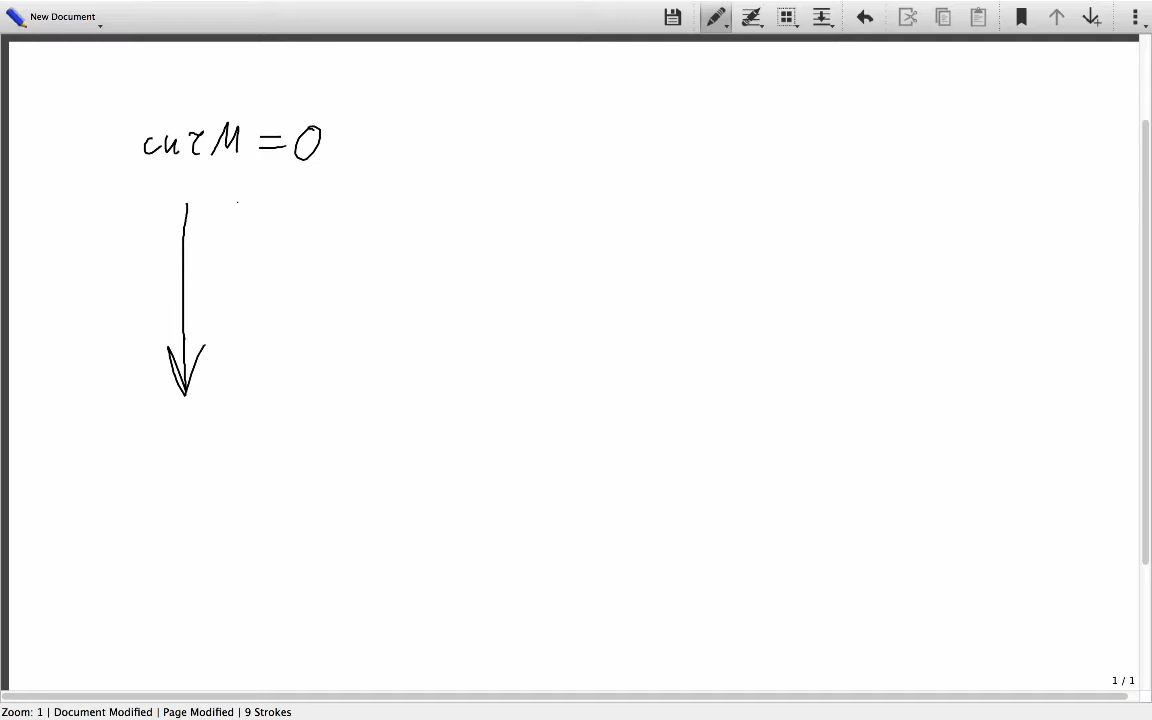 New Document
curM = 0
1 / 1
Zoom: 1 | Document Modified | Page Modified | 9 Strokes